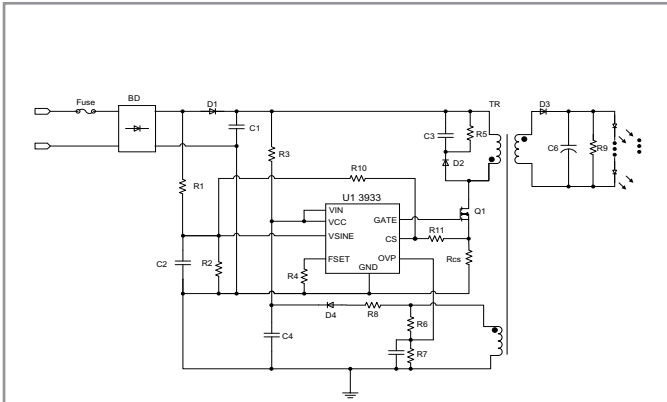 Fuse
BD
D1
C1
R3
C3
R5
D2
TR
D3
C6
R9
R1
R10
U1 3933
VIN
VCC
GATE
Q1
VSINE
CS
R11
FSET
OVP
GND
Rcs
C2
R2
R4
D4
R8
R6
C4
R7